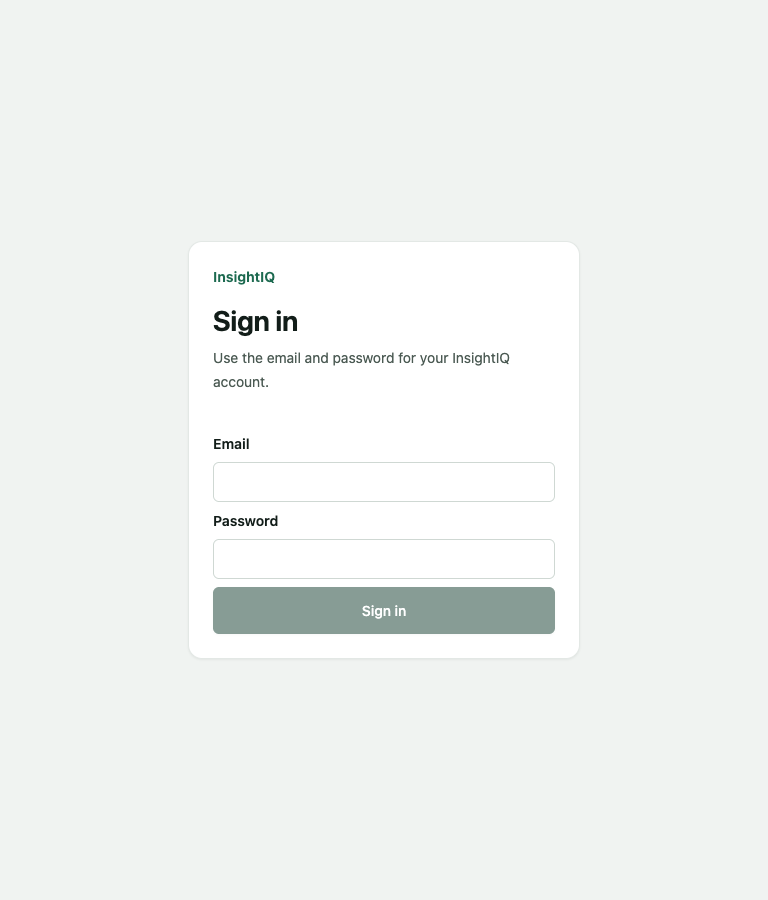 InsightIQ
Sign in
Use the email and password for your InsightIQ
account.
Email
Password
Sign in